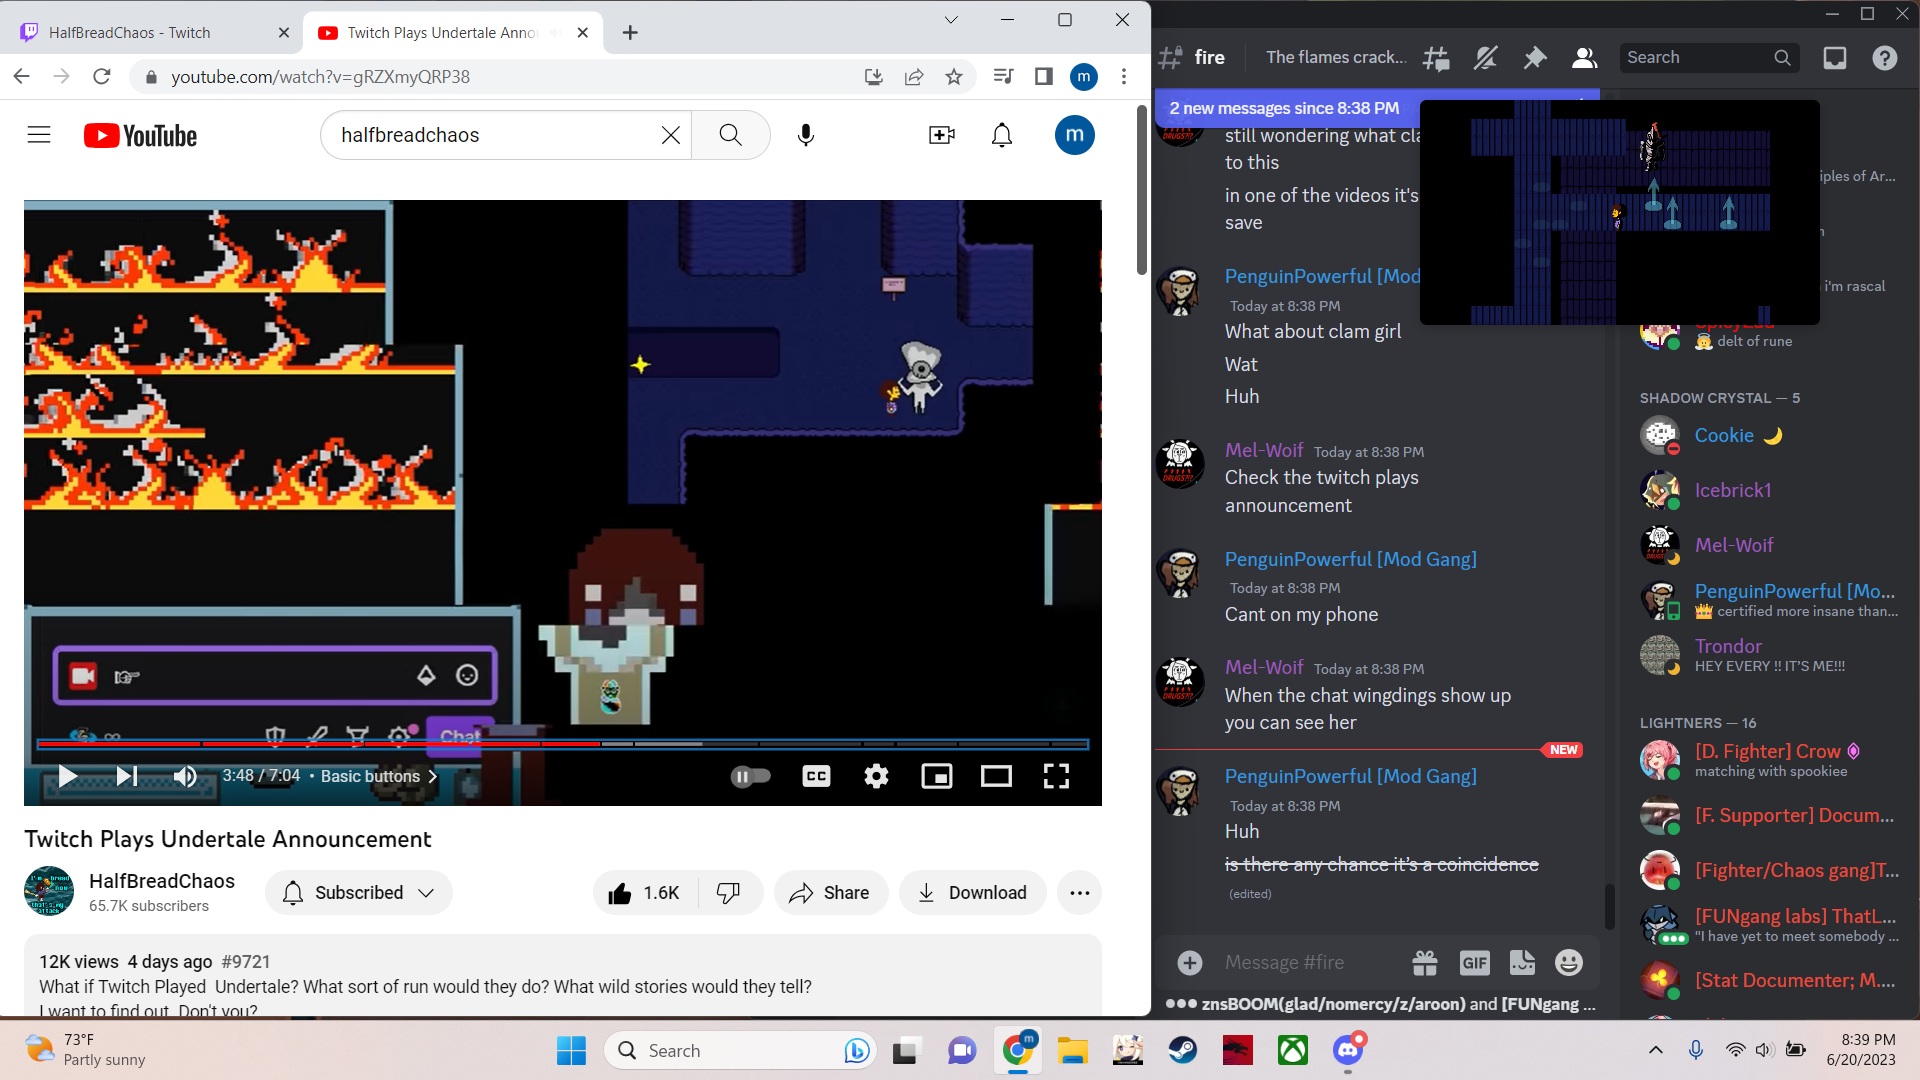 HalfBreadChaos - Twitch
Twitch Plays Undertale Anno
youtube.com/watch?v=gRZXmyQRP38
m
YouTube
halfbreadchaos
m
Chat
3:48 / 7:04 • Basic buttons
CC
Twitch Plays Undertale Announcement
HalfBreadChaos
65.7K subscribers
Subscribed
1.6K
Share
Download
12K views 4 days ago #9721
What if Twitch Played Undertale? What sort of run would they do? What wild stories would they tell?
I want to find out. Don't you?
fire
The flames crack...
Search
2 new messages since 8:38 PM
still wondering what cla
to this
in one of the videos it's
save
PenguinPowerful [Mod
Today at 8:38 PM
What about clam girl
Wat
Huh
Mel-Woif Today at 8:38 PM
Check the twitch plays
announcement
PenguinPowerful [Mod Gang]
Today at 8:38 PM
Cant on my phone
Mel-Woif Today at 8:38 PM
When the chat wingdings show up
you can see her
NEW
PenguinPowerful [Mod Gang]
Today at 8:38 PM
Huh
is there any chance it's a coincidence
(edited)
Message #fire
GIF
znsBOOM(glad/nomercy/z/aroon) and [FUNgang ...
iples of Ar...
i'm rascal
delt of rune
SHADOW CRYSTAL — 5
Cookie
Icebrick1
Mel-Woif
PenguinPowerful [Mo...
certified more insane than...
Trondor
HEY EVERY !! IT'S ME!!!
LIGHTNERS — 16
[D. Fighter] Crow
matching with spookiee
[F. Supporter] Docum...
[Fighter/Chaos gang]T...
[FUNgang labs] ThatL...
"I have yet to meet somebody ...
[Stat Documenter; M....
73°F
Partly sunny
Search
8:39 PM
6/20/2023